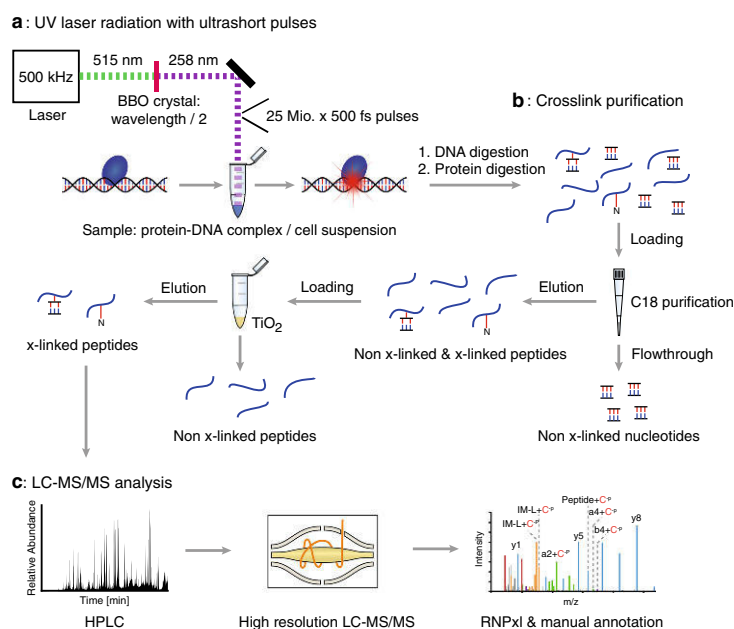 a: UV laser radiation with ultrashort pulses
500 kHz
Laser
515 nm
258 nm
BBO crystal:
wavelength / 2
25 Mio. x 500 fs pulses
Sample: protein-DNA complex / cell suspension
1. DNA digestion
2. Protein digestion
b: Crosslink purification
N
Loading
C18 purification
Elution
Flowthrough
Non x-linked nucleotides
N
Non x-linked & x-linked peptides
Loading
TiO2
Non x-linked peptides
Elution
N
x-linked peptides
c: LC-MS/MS analysis
Relative Abundance
Time [min]
HPLC
High resolution LC-MS/MS
Peptide+C-p
IM-L+C-p
a4+C-p
IM-L+C-p
b4+C-p
y8
y1
a2+C-p
y5
Intensity
m/z
RNPxl & manual annotation